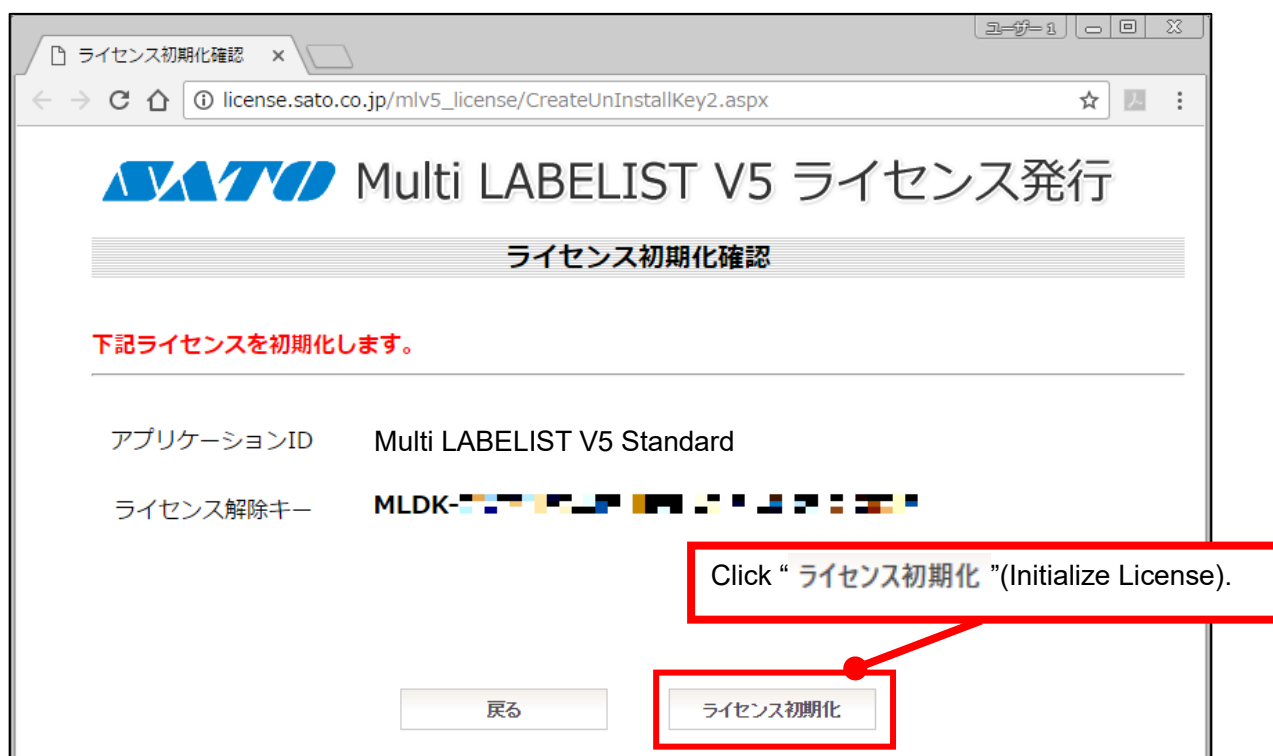 ユーザー 1
ライセンス初期化確認
license.sato.co.jp/mlv5_license/CreateUnInstallKey2.aspx
SATO Multi LABELIST V5 ライセンス発行
ライセンス初期化確認
下記ライセンスを初期化します。
アプリケーションID Multi LABELIST V5 Standard
ライセンス解除キー MLDK-
Click “ ライセンス初期化 ”(Initialize License).
戻る ライセンス初期化